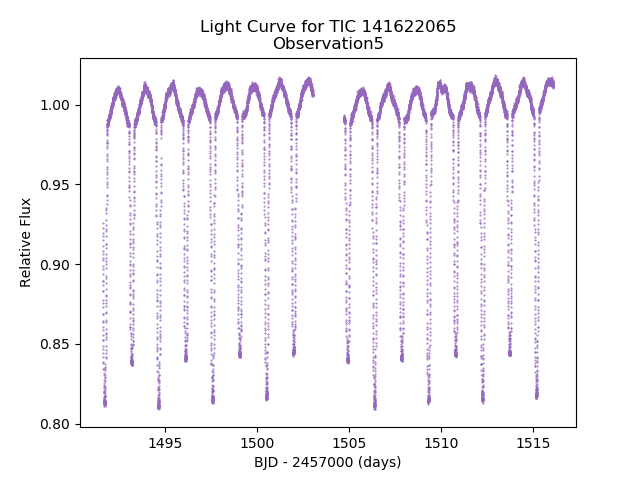 Light Curve for TIC 141622065
Observation5
1.00
0.95
0.90
0.85
0.80
Relative Flux
1495
1500
1505
1510
1515
BJD - 2457000 (days)